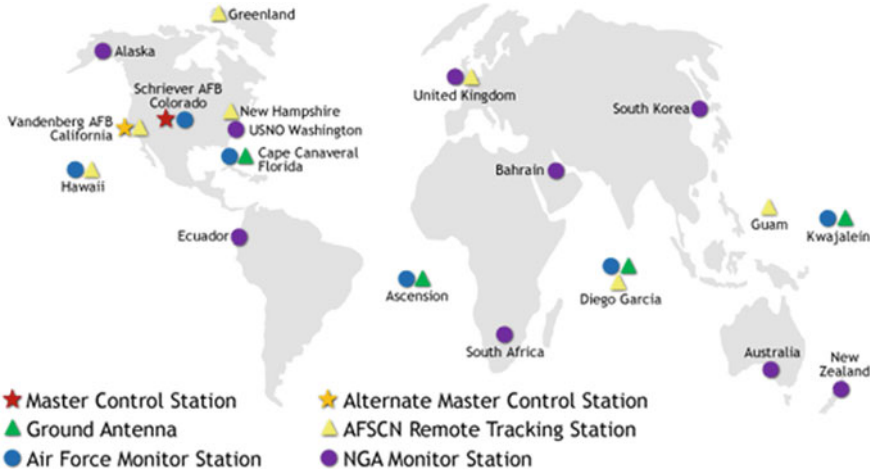 Greenland
Alaska
Schriever AFB
Colorado
New Hampshire
Vandenberg AFB
California
USNO Washington
Cape Canaveral
Florida
Hawaii
Ecuador
United Kingdom
South Korea
Bahrain
Guam
Kwajalein
Ascension
Diego Garcia
South Africa
Australia
New
Zealand
Master Control Station
Alternate Master Control Station
Ground Antenna
AFSCN Remote Tracking Station
Air Force Monitor Station
NGA Monitor Station